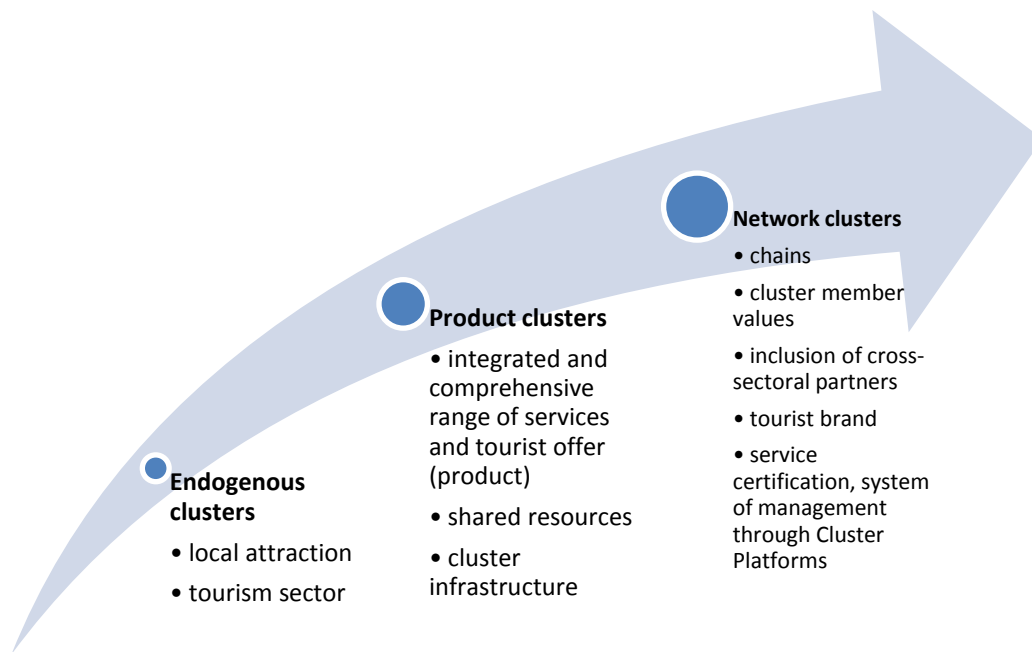 Endogenous
clusters
• local attraction
• tourism sector
Product clusters
• integrated and
comprehensive
range of services
and tourist offer
(product)
• shared resources
• cluster
infrastructure
Network clusters
• chains
• cluster member
values
• inclusion of cross-
sectoral partners
• tourist brand
• service
certification, system
of management
through Cluster
Platforms